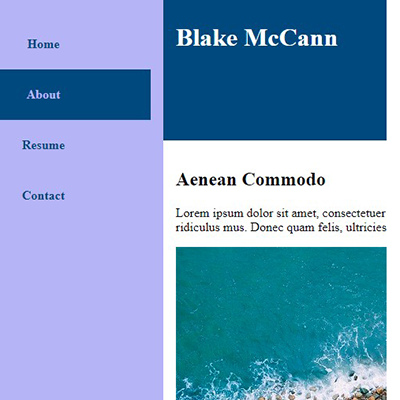 Home
About
Resume
Contact
Blake McCann
Aenean Commodo
Lorem ipsum dolor sit amet, consectetuer
ridiculus mus. Donec quam felis, ultricies